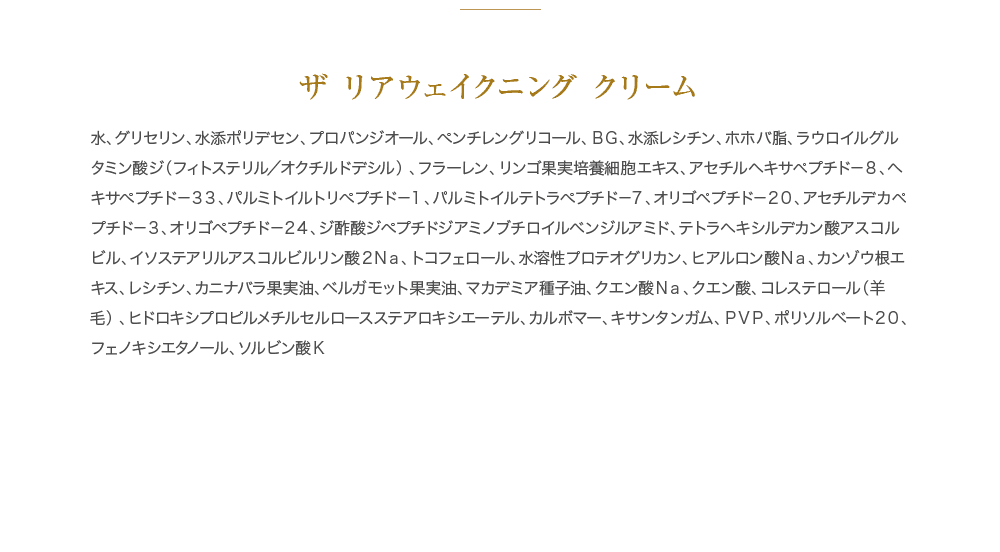 ザ リアウェイクニング クリーム
水、グリセリン、水添ポリデセン、プロパンジオール、ペンチレングリコール、ＢＧ、水添レシチン、ホホバ脂、ラウロイルグル
タミン酸ジ（フィトステリル／オクチルドデシル）、フラーレン、リンゴ果実培養細胞エキス、アセチルヘキサペプチドー８、ヘ
キサペプチドー３３、パルミトイルトリペプチドー１、パルミトイルテトラペプチドー７、オリゴペプチドー２０、アセチルデカペ
プチドー３、オリゴペプチドー２４、ジ酢酸ジペプチドジアミノブチロイルベンジルアミド、テトラヘキシルデカン酸アスコル
ビル、イソステアリルアスコルビルリン酸２Ｎａ、トコフェロール、水溶性プロテオグリカン、ヒアルロン酸Ｎａ、カンゾウ根エ
キス、レシチン、カニナバラ果実油、ベルガモット果実油、マカデミア種子油、クエン酸Ｎａ、クエン酸、コレステロール（羊
毛）、ヒドロキシプロピルメチルセルロースステアロキシエーテル、カルボマー、キサンタンガム、ＰＶＰ、ポリソルベート２０、
フェノキシエタノール、ソルビン酸Ｋ